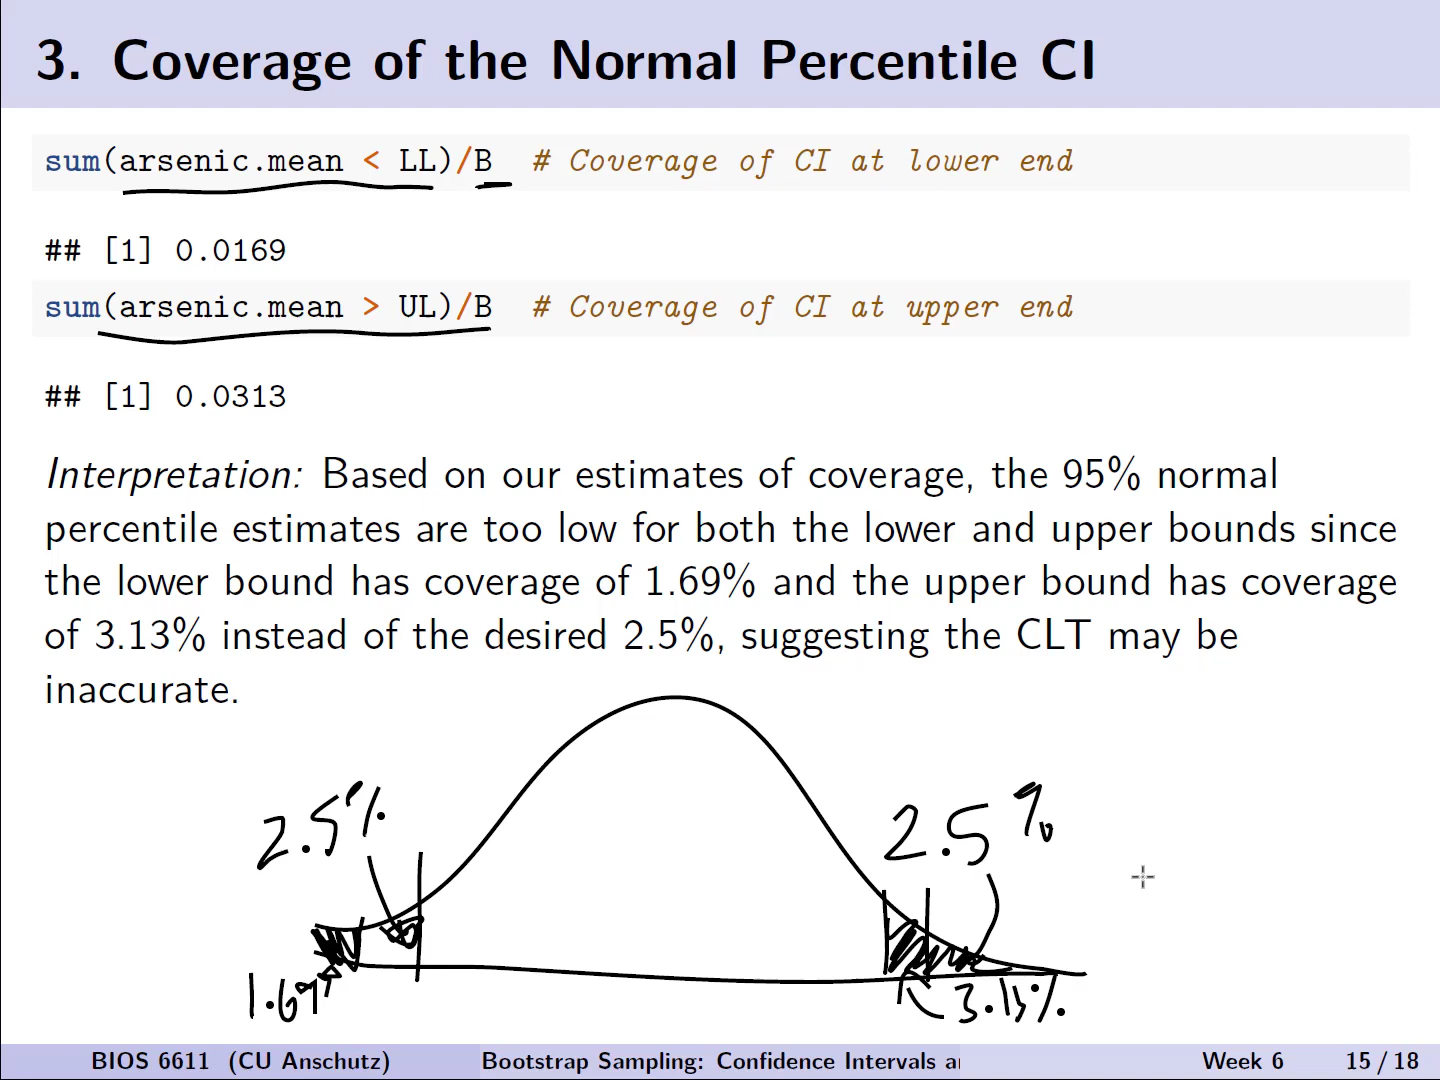 3. Coverage of the Normal Percentile CI
sum(arsenic.mean < LL)/B # Coverage of CI at lower end
## [1] 0.0169
sum(arsenic.mean > UL)/B # Coverage of CI at upper end
## [1] 0.0313
Interpretation: Based on our estimates of coverage, the 95% normal
percentile estimates are too low for both the lower and upper bounds since
the lower bound has coverage of 1.69% and the upper bound has coverage
of 3.13% instead of the desired 2.5%, suggesting the CLT may be
inaccurate.
2.5%
2.5%
1.69%
3.13%
BIOS 6611 (CU Anschutz) Bootstrap Sampling: Confidence Intervals a Week 6 15 / 18